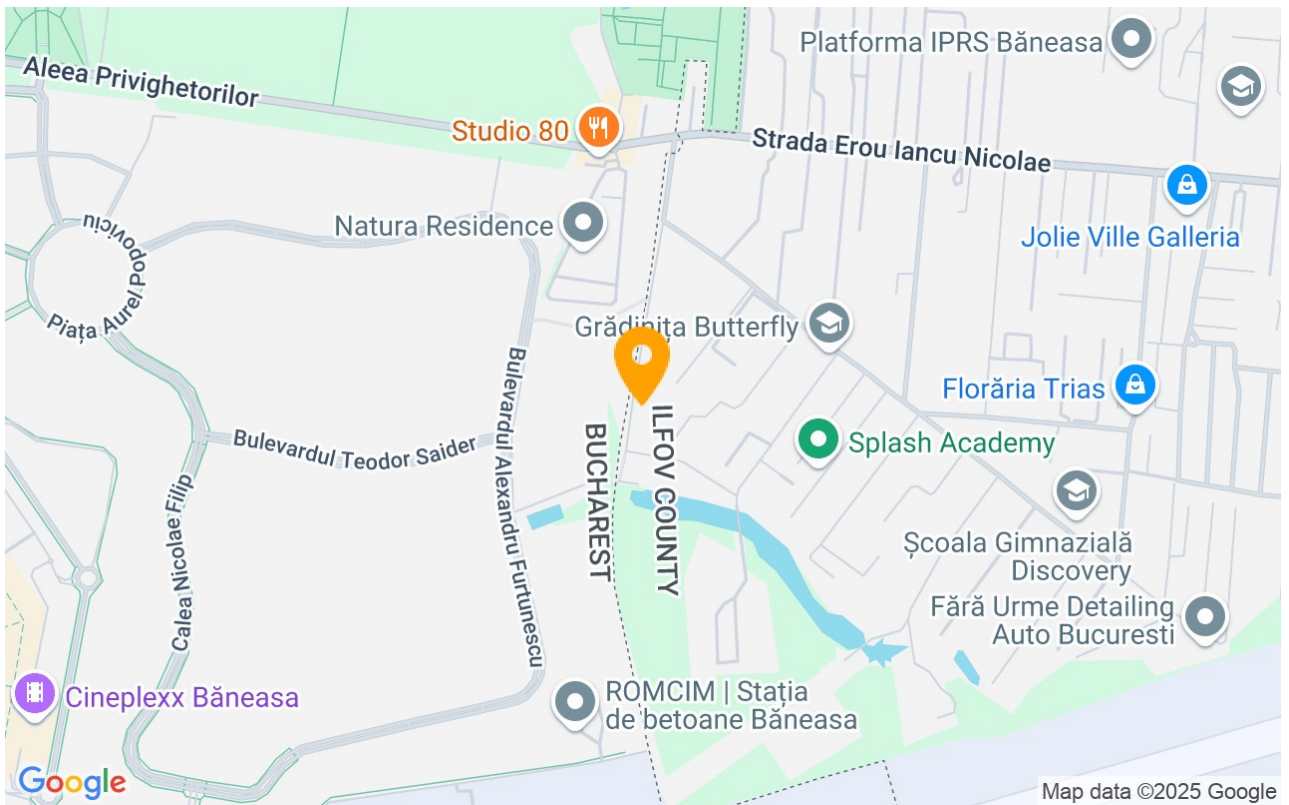 Platforma IPRS Băneasa
Aleea Privighetorilor
Studio 80
Strada Erou Iancu Nicolae
Natura Residence
Jolie Ville Galleria
Piața Aurel Popoviciu
Grădinița Butterfly
Florăria Trias
Bulevardul Alexandru Furtunescu
Bulevardul Teodor Saider
BUCHAREST
ILFOV COUNTY
Splash Academy
Calea Nicolae Filip
Școala Gimnazială
Discovery
Fără Urme Detailing
Auto Bucuresti
Cineplexx Băneasa
ROMCIM | Stația
de betoane Băneasa
Google
Map data ©2025 Google